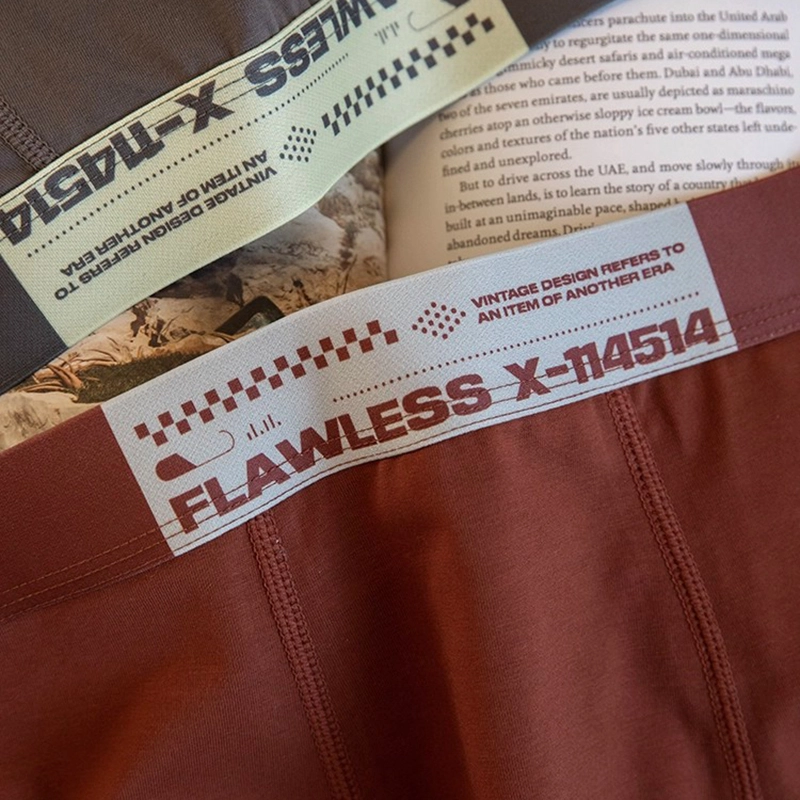 AWLESS X-114514
VINTAGE DESIGN REFERS TO
AN ITEM OF ANOTHER ERA
parachute into the United Arab
to regurgitate the same one-dimensional
desert safaris and air-conditioned mega
those who came before them. Dubai and Abu Dhabi,
two of the seven emirates, are usually depicted as maraschino
cherries atop an otherwise sloppy ice cream bowl—the flavors,
colors and textures of the nation's five other states left unde-
fined and unexplored.
But to drive across the UAE, and move slowly through its
in-between lands, is to learn the story of a country that
built at an unimaginable pace, shaped
abandoned dreams.
VINTAGE DESIGN REFERS TO
AN ITEM OF ANOTHER ERA
FLAWLESS X-114514